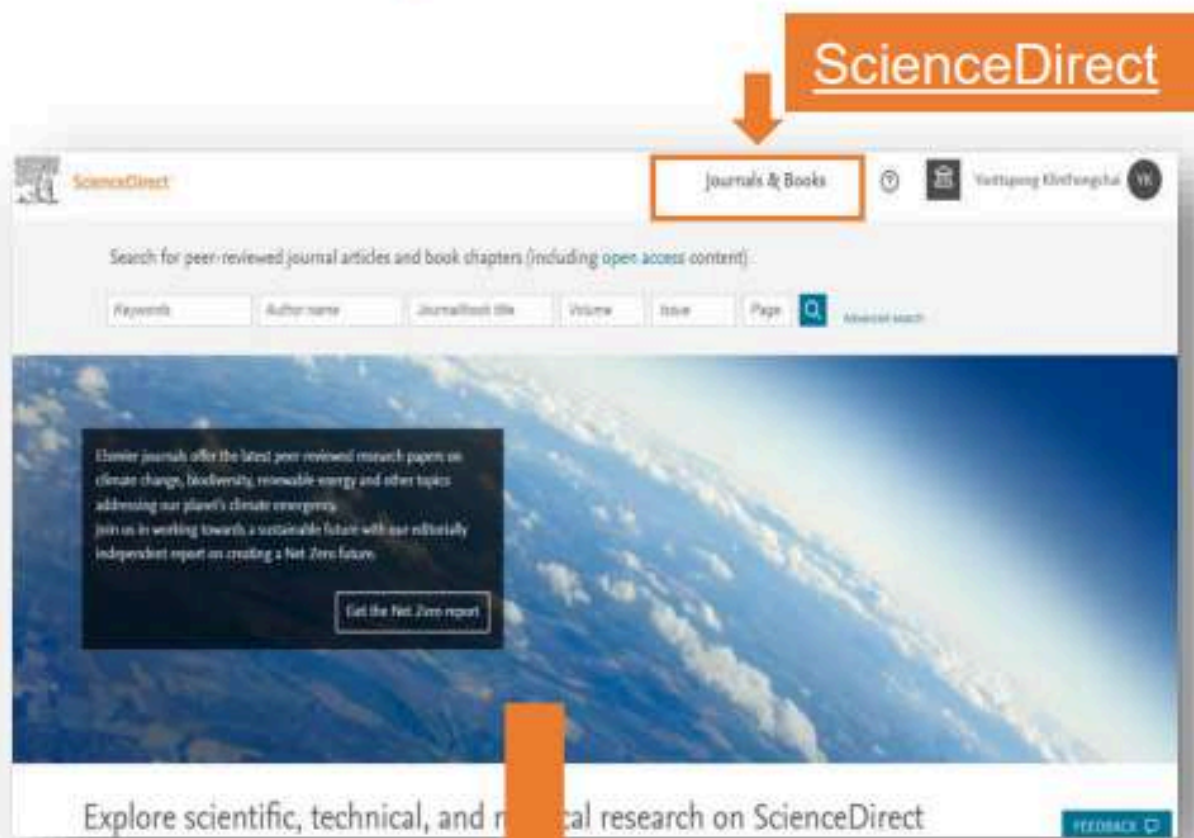 ScienceDirect
ScienceDirect
Journals & Books
?
YK
Search for peer-reviewed journal articles and book chapters (including open access content)
Keywords
Author name
Journal/book title
Volume
Issue
Page
Advanced search
Elsevier journals offer the latest peer-reviewed research papers on
climate change, biodiversity, renewable energy and other topics
addressing our planet's climate emergency.
Join us in working towards a sustainable future with our editorially
independent report on creating a Net Zero future.
Get the Net Zero report
Explore scientific, technical, and cal research on ScienceDirect
FEEDBACK